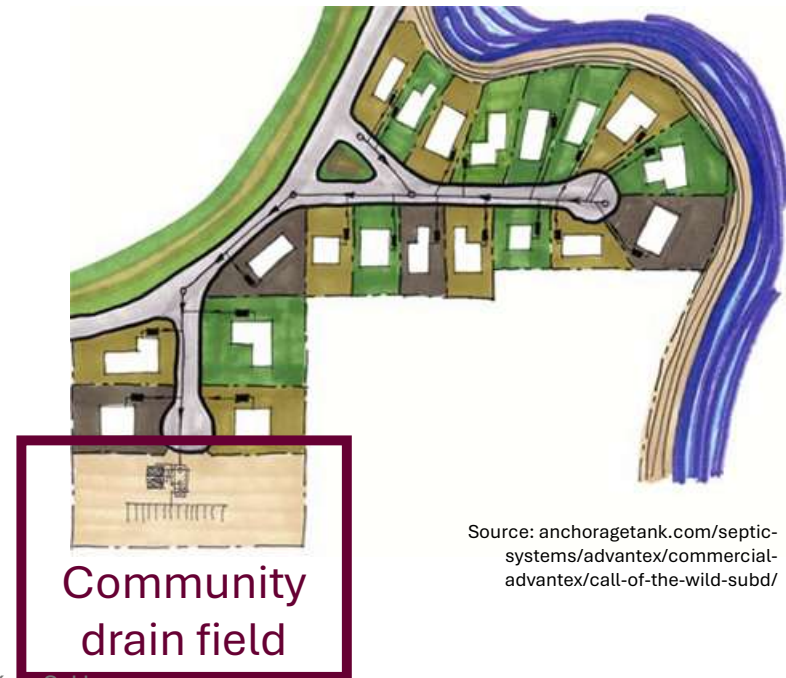 Source: anchoragetank.com/septic-
systems/advantex/commercial-
advantex/call-of-the-wild-subd/
Community
drain field